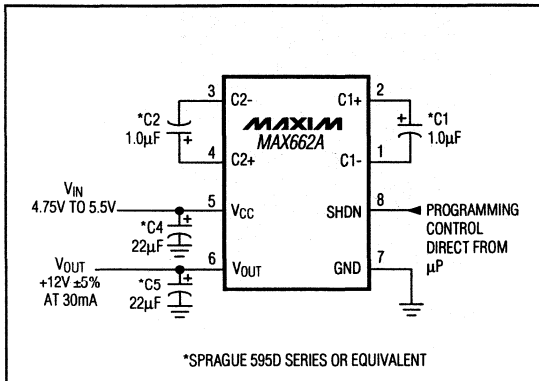 3
C2-
C1+
2
*C2
1.0µF
MAXIM
MAX662A
+
*C1
1.0µF
+
4
C2+
C1-
1
VIN
4.75V TO 5.5V
5
VCC
SHDN
8
PROGRAMMING
CONTROL
DIRECT FROM
µP
*C4
22µF
+
VOUT
+12V ±5%
AT 30mA
6
VOUT
GND
7
*C5
22µF
+
*SPRAGUE 595D SERIES OR EQUIVALENT